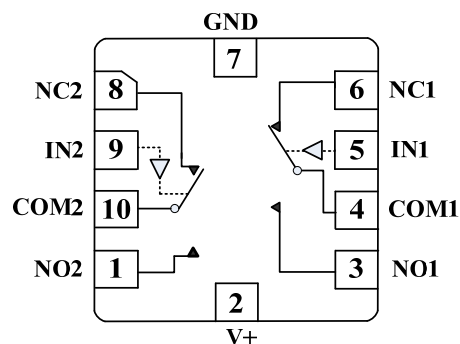 GND
7
NC2 8
6 NC1
IN2 9
5 IN1
COM2 10
4 COM1
NO2 1
3 NO1
2
V+